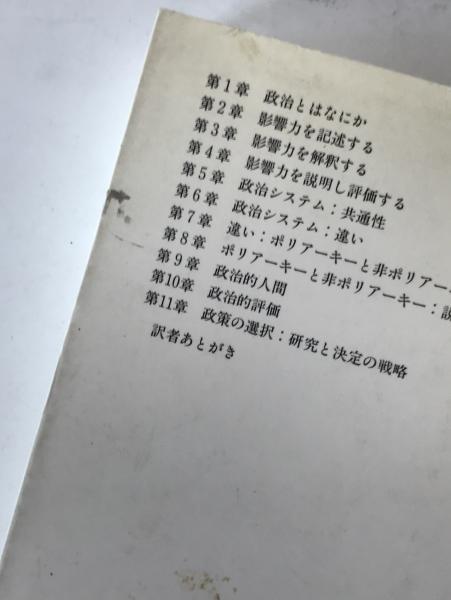 第1章 政治とはなにか
第2章 影響力を記述する
第3章 影響力を解釈する
第4章 影響力を説明し評価する
第5章 政治システム：共通性
第6章 政治システム：違い
第7章 違い：ポリアーキーと非ポリアー
第8章 ポリアーキーと非ポリアーキー：説
第9章 政治的人間
第10章 政治的評価
第11章 政策の選択：研究と決定の戦略
訳者あとがき